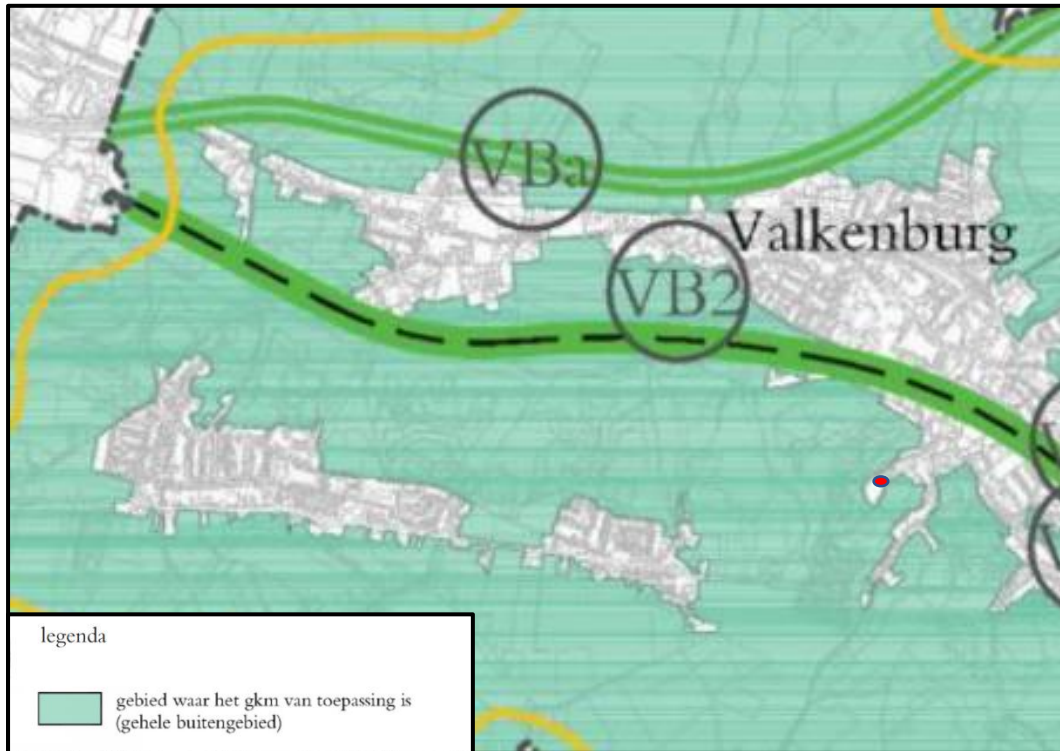 VBa
Valkenburg
VB2
legenda
gebied waar het gkm van toepassing is
(gehele buitengebied)